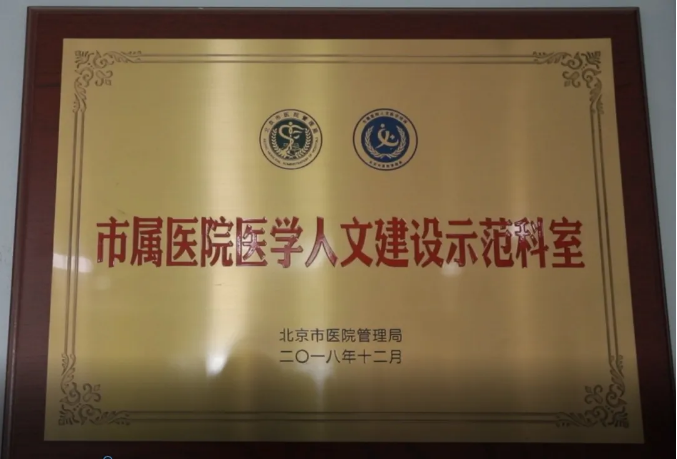 市属医院医学人文建设示范科室
北京市医院管理局
二〇一八年十二月